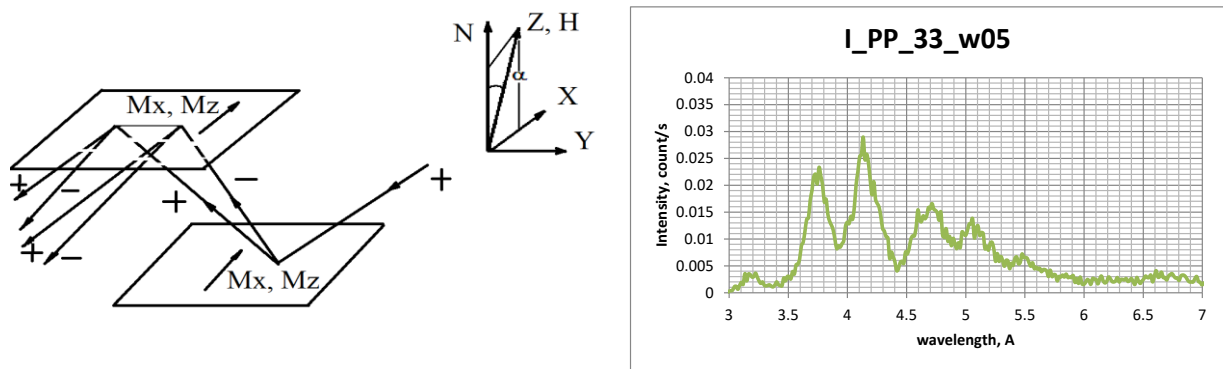 N
Z, H
α
X
Y
Mx, Mz
+
−
+
−
+
−
+
−
+
Mx, Mz
I_PP_33_w05
Intensity, count/s
0.04
0.035
0.03
0.025
0.02
0.015
0.01
0.005
0
3 3.5 4 4.5 5 5.5 6 6.5 7
wavelength, A